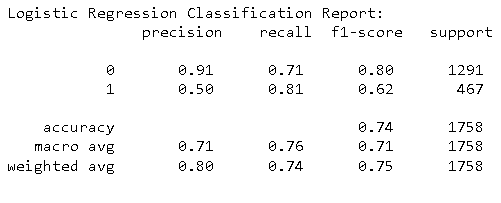 Logistic Regression Classification Report:
precision recall f1-score support
0 0.91 0.71 0.80 1291
1 0.50 0.81 0.62 467
accuracy 0.74 1758
macro avg 0.71 0.76 0.71 1758
weighted avg 0.80 0.74 0.75 1758